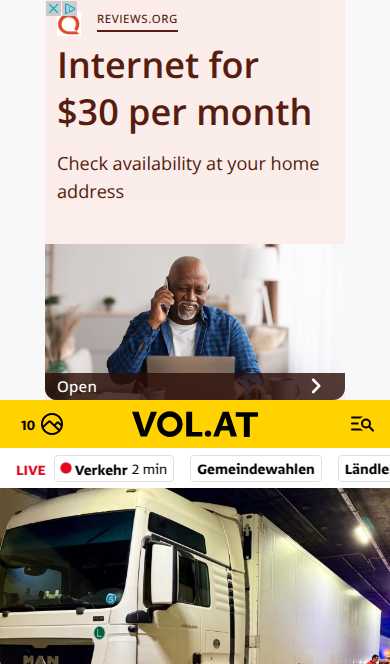 REVIEWS.ORG
Internet for
$30 per month
Check availability at your home
address
Open
10
VOL.AT
LIVE
Verkehr 2 min
Gemeindewahlen
Ländle
L
MAN